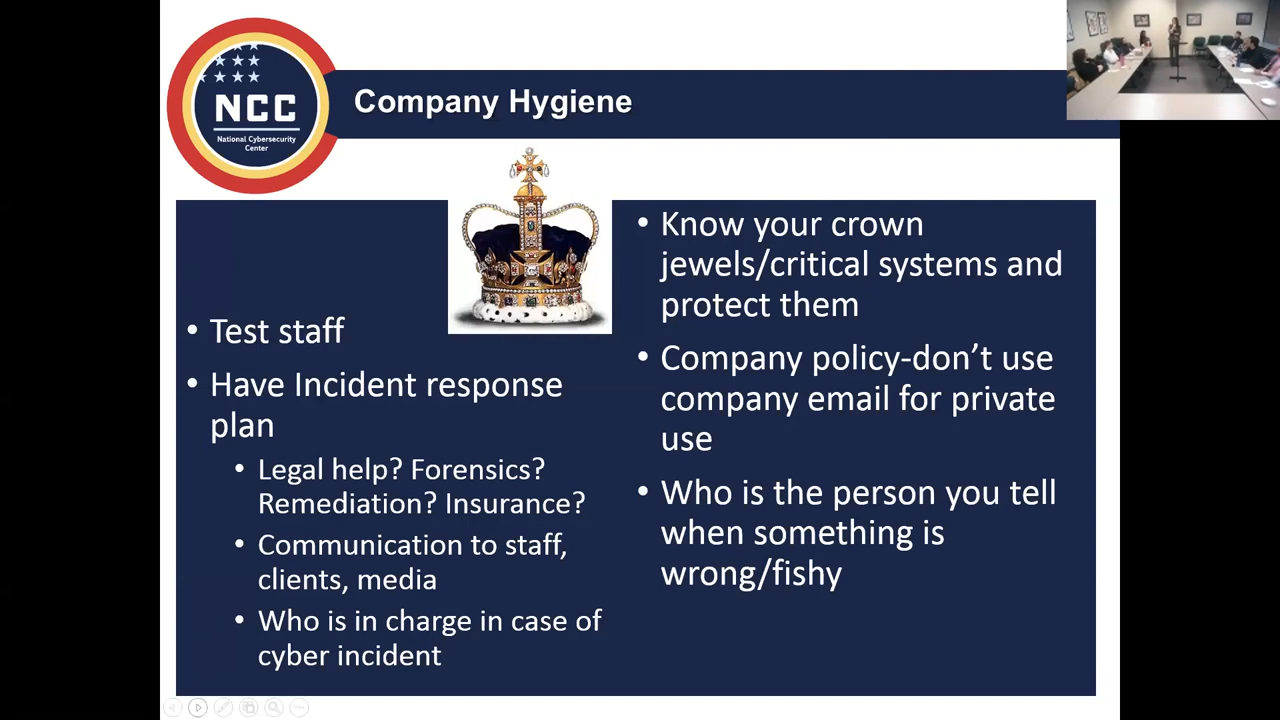 NCC
National Cybersecurity
Center
Company Hygiene
• Test staff
• Have Incident response
plan
• Legal help? Forensics?
Remediation? Insurance?
• Communication to staff,
clients, media
• Who is in charge in case of
cyber incident
• Know your crown
jewels/critical systems and
protect them
• Company policy-don’t use
company email for private
use
• Who is the person you tell
when something is
wrong/fishy